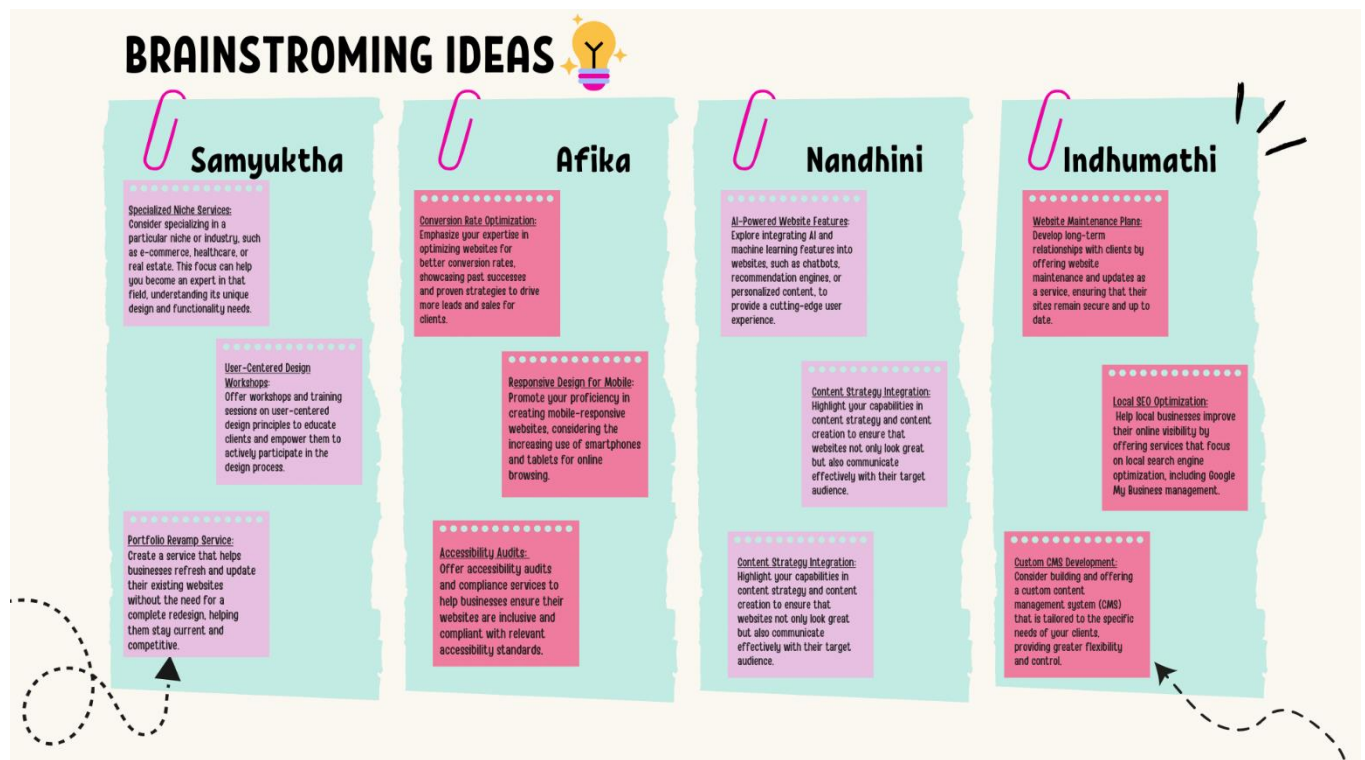 BRAINSTROMING IDEAS
Samyuktha
Specialized Niche Services:
Consider specializing in a
particular niche or industry, such
as e-commerce, healthcare, or
real estate. This focus can help
you become an expert in that
field, understanding its unique
design and functionality needs.
User-Centered Design
Workshops:
Offer workshops and training
sessions on user-centered
design principles to educate
clients and empower them to
actively participate in the
design process.
Portfolio Revamp Service:
Create a service that helps
businesses refresh and update
their existing websites
without the need for a
complete redesign, helping
them stay current and
competitive.
Afika
Conversion Rate Optimization:
Emphasize your expertise in
optimizing websites for
better conversion rates,
showcasing past successes
and proven strategies to drive
more leads and sales for
clients.
Responsive Design for Mobile:
Promote your proficiency in
creating mobile-responsive
websites, considering the
increasing use of smartphones
and tablets for online
browsing.
Accessibility Audits:
Offer accessibility audits
and compliance services to
help businesses ensure their
websites are inclusive and
compliant with relevant
accessibility standards.
Nandhini
AI-Powered Website Features:
Explore integrating AI and
machine learning features into
websites, such as chatbots,
recommendation engines, or
personalized content, to
provide a cutting-edge user
experience.
Content Strategy Integration:
Highlight your capabilities in
content strategy and content
creation to ensure that
websites not only look great
but also communicate
effectively with their target
audience.
Content Strategy Integration:
Highlight your capabilities in
content strategy and content
creation to ensure that
websites not only look great
but also communicate
effectively with their target
audience.
Indhumathi
Website Maintenance Plans:
Develop long-term
relationships with clients by
offering website
maintenance and updates as
a service, ensuring that their
sites remain secure and up to
date.
Local SEO Optimization:
Help local businesses improve
their online visibility by
offering services that focus
on local search engine
optimization, including Google
My Business management.
Custom CMS Development:
Consider building and offering
a custom content
management system (CMS)
that is tailored to the specific
needs of your clients,
providing greater flexibility
and control.